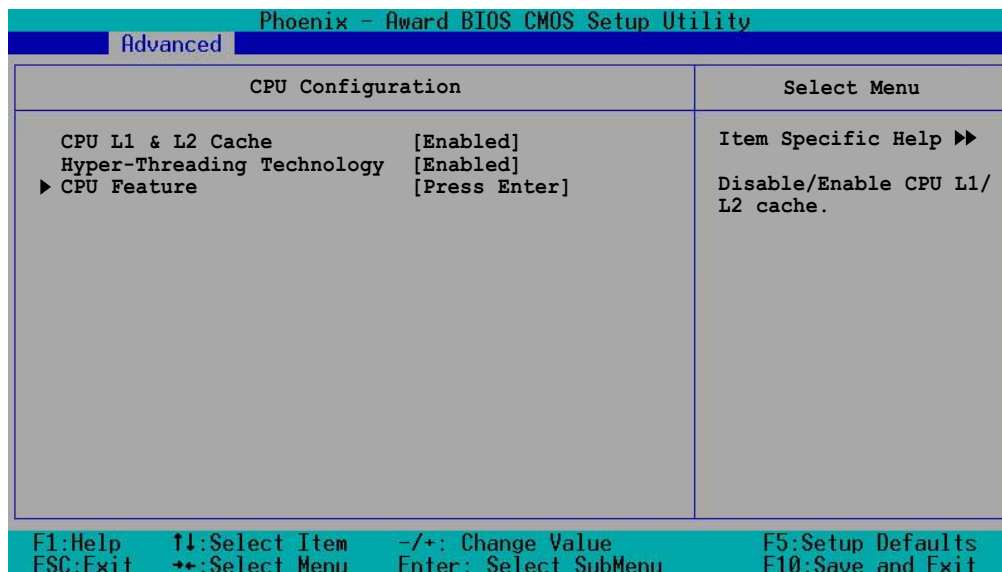 Phoenix - Award BIOS CMOS Setup Utility
Advanced
CPU Configuration
Select Menu
CPU L1 & L2 Cache [Enabled]
Hyper-Threading Technology [Enabled]
▶ CPU Feature [Press Enter]
Item Specific Help ▶▶
Disable/Enable CPU L1/
L2 cache.
F1:Help ↑↓:Select Item -/+: Change Value F5:Setup Defaults
ESC:Exit →←:Select Menu Enter: Select SubMenu F10:Save and Exit